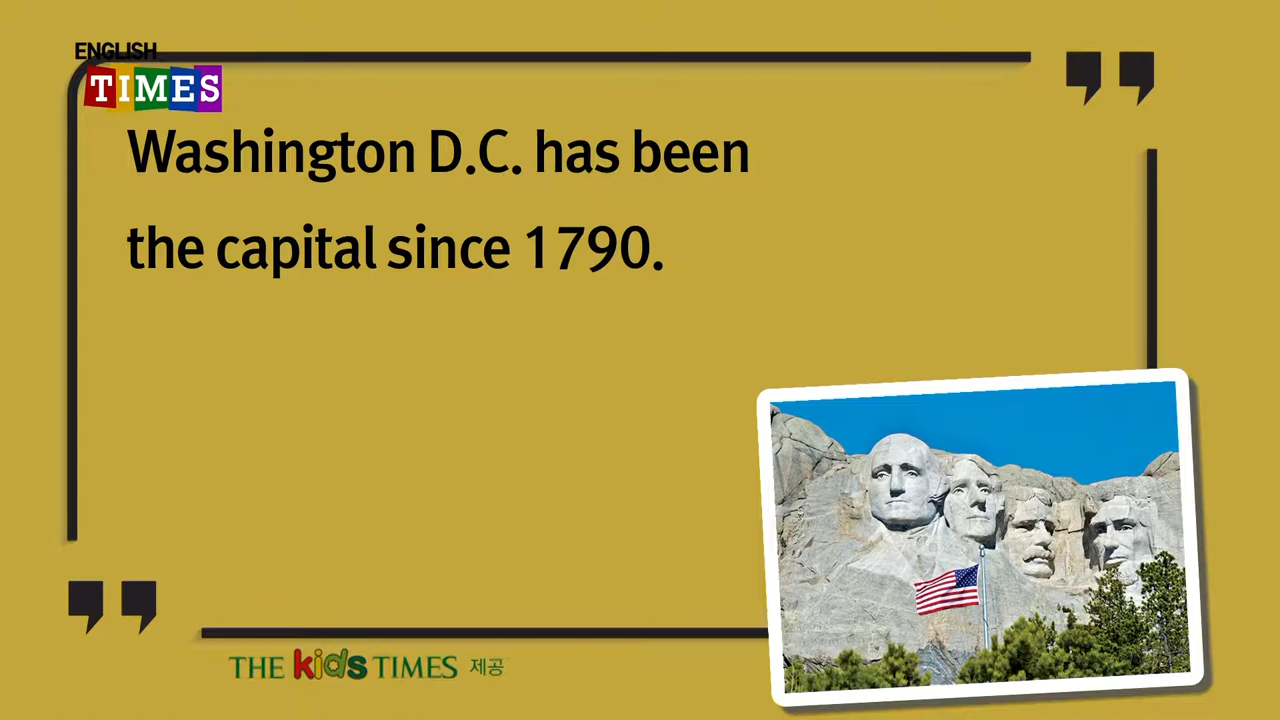 ENGLISH
TIMES
Washington D.C. has been
the capital since 1790.
THE kids TIMES 제공